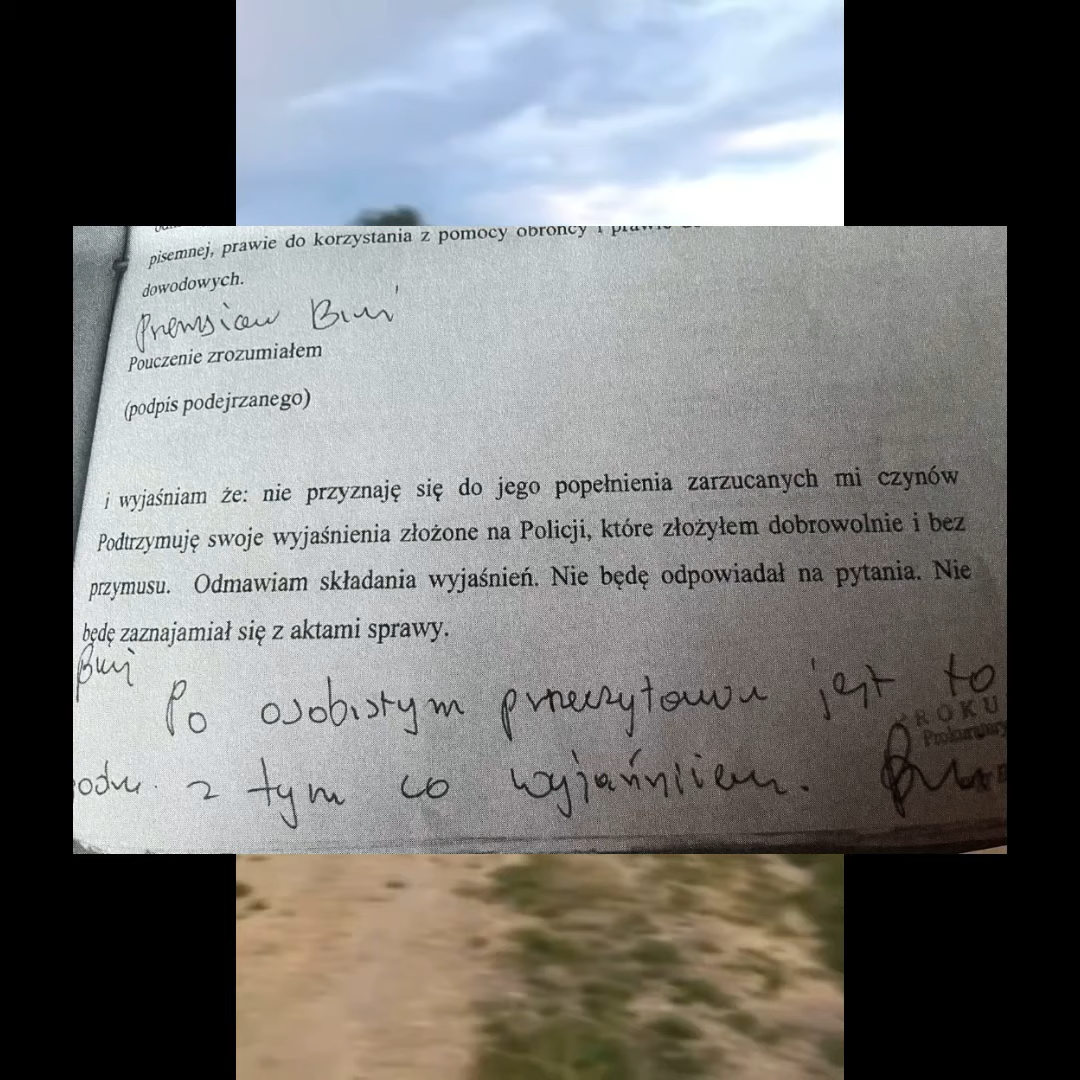 pisemnej, prawie do korzystania z pomocy obrońcy i
dowodowych.
Pouczenie zrozumiałem
(podpis podejrzanego)
i wyjaśniam że: nie przyznaję się do jego popełnienia zarzucanych mi czynów
Podtrzymuję swoje wyjaśnienia złożone na Policji, które złożyłem dobrowolnie i bez
przymusu. Odmawiam składania wyjaśnień. Nie będę odpowiadał na pytania. Nie
będę zaznajamiał się z aktami sprawy.
Po osobistym przeczytaniu jest to
z tym co wyjaśniłem.